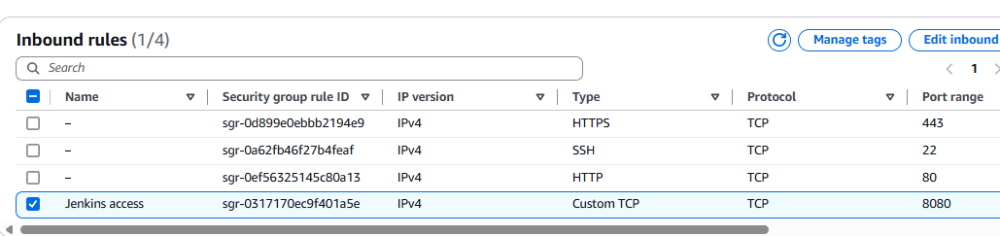 Inbound rules (1/4)
Manage tags
Edit inbound
Search
1
Name Security group rule ID IP version Type Protocol Port range
– sgr-0d899e0ebbb2194e9 IPv4 HTTPS TCP 443
– sgr-0a62fb46f27b4feaf IPv4 SSH TCP 22
– sgr-0ef56325145c80a13 IPv4 HTTP TCP 80
Jenkins access sgr-0317170ec9f401a5e IPv4 Custom TCP TCP 8080